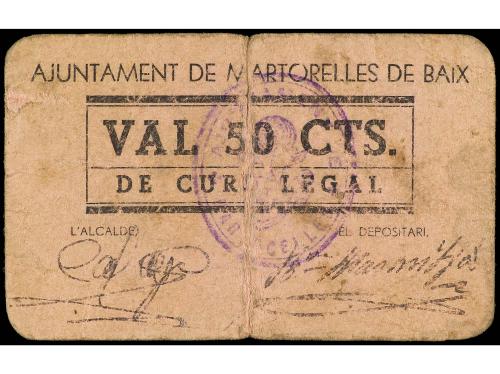 AJUNTAMENT DE MARTORELLES DE BAIX
VAL 50 CTS.
DE CURS LEGAL
L'ALCALDE,
EL DEPOSITARI,